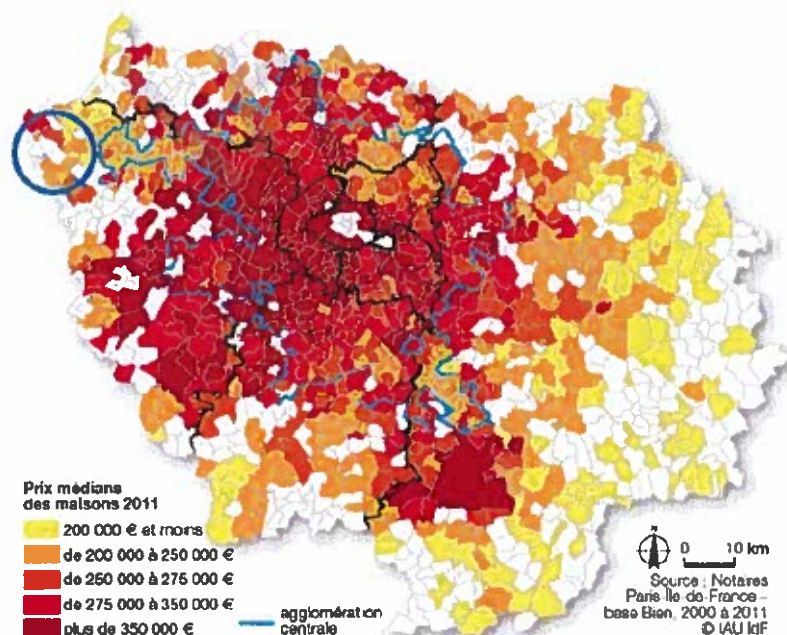 Prix médians
des maisons 2011
200 000 € et moins
de 200 000 à 250 000 €
de 250 000 à 275 000 €
de 275 000 à 350 000 €
plus de 350 000 €
agglomération
centrale
N
0 10 km
Source : Notaires
Paris Ile-de-France -
base Bien, 2000 à 2011
© IAU îdF